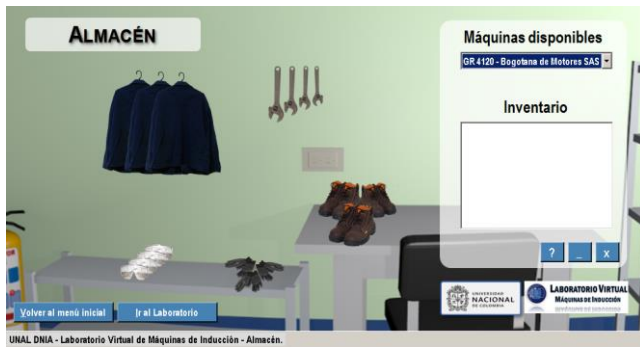 ALMACÉN
Máquinas disponibles
GR 4120 - Bogotana de Motores SAS
Inventario
? _ x
UNIVERSIDAD
NACIONAL
DE COLOMBIA
LABORATORIO VIRTUAL
MÁQUINAS DE INDUCCIÓN
Volver al menú inicial
Ir al Laboratorio
UNAL DNIA - Laboratorio Virtual de Máquinas de Inducción - Almacén.